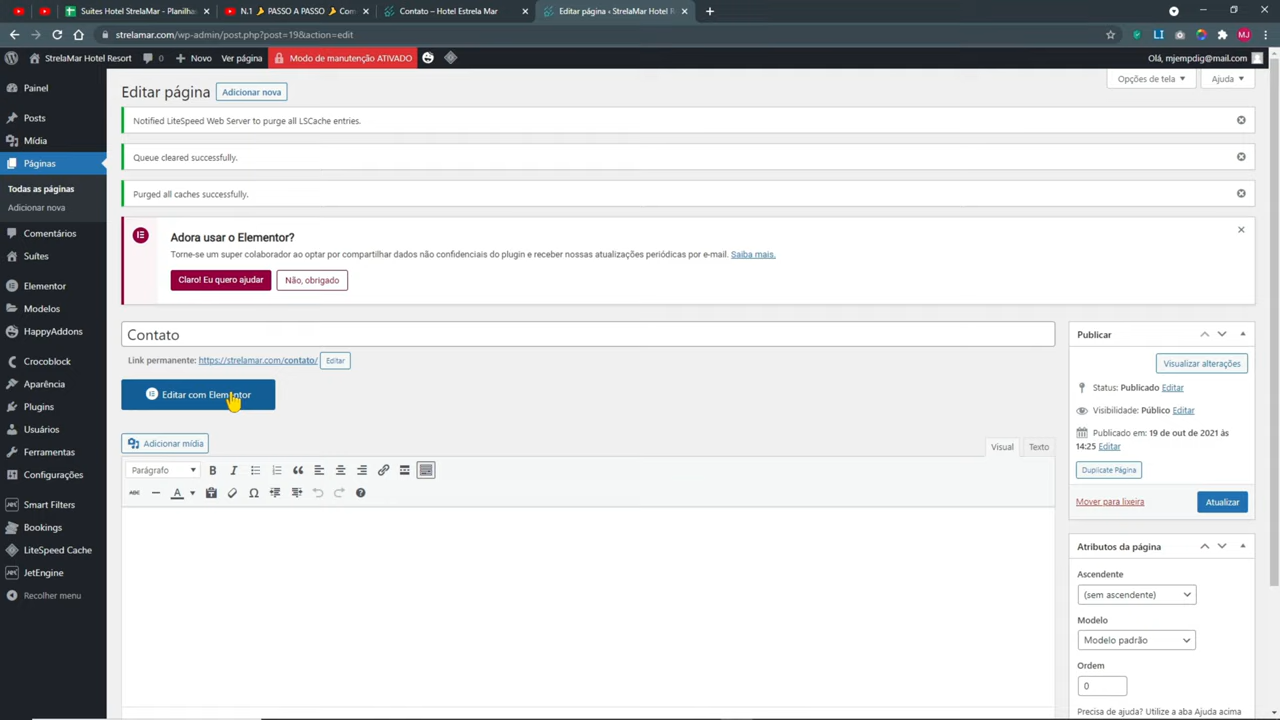 Suites Hotel StrelaMar - Planilha
N.1 PASSO A PASSO Com
Contato – Hotel Estrela Mar
Editar página ‹ StrelaMar Hotel R
strelamar.com/wp-admin/post.php?post=19&action=edit
MJ
StrelaMar Hotel Resort
0
Novo
Ver página
Modo de manutenção ATIVADO
Olá, mjempdig@mail.com
Painel
Posts
Mídia
Páginas
Todas as páginas
Adicionar nova
Comentários
Suítes
Elementor
Modelos
HappyAddons
Crocoblock
Aparência
Plugins
Usuários
Ferramentas
Configurações
Smart Filters
Bookings
LiteSpeed Cache
JetEngine
Recolher menu
Opções de tela
Ajuda
Editar página
Adicionar nova
Notified LiteSpeed Web Server to purge all LSCache entries.
Queue cleared successfully.
Purged all caches successfully.
Adora usar o Elementor?
Torne-se um super colaborador ao optar por compartilhar dados não confidenciais do plugin e receber nossas atualizações periódicas por e-mail. Saiba mais.
Claro! Eu quero ajudar
Não, obrigado
Contato
Link permanente: https://strelamar.com/contato/ Editar
Editar com Elementor
Adicionar mídia
Visual
Texto
Parágrafo
Publicar
Visualizar alterações
Status: Publicado Editar
Visibilidade: Público Editar
Publicado em: 19 de out de 2021 às
14:25 Editar
Duplicate Página
Mover para lixeira
Atualizar
Atributos da página
Ascendente
(sem ascendente)
Modelo
Modelo padrão
Ordem
0
Precisa de ajuda? Utilize a aba Ajuda acima